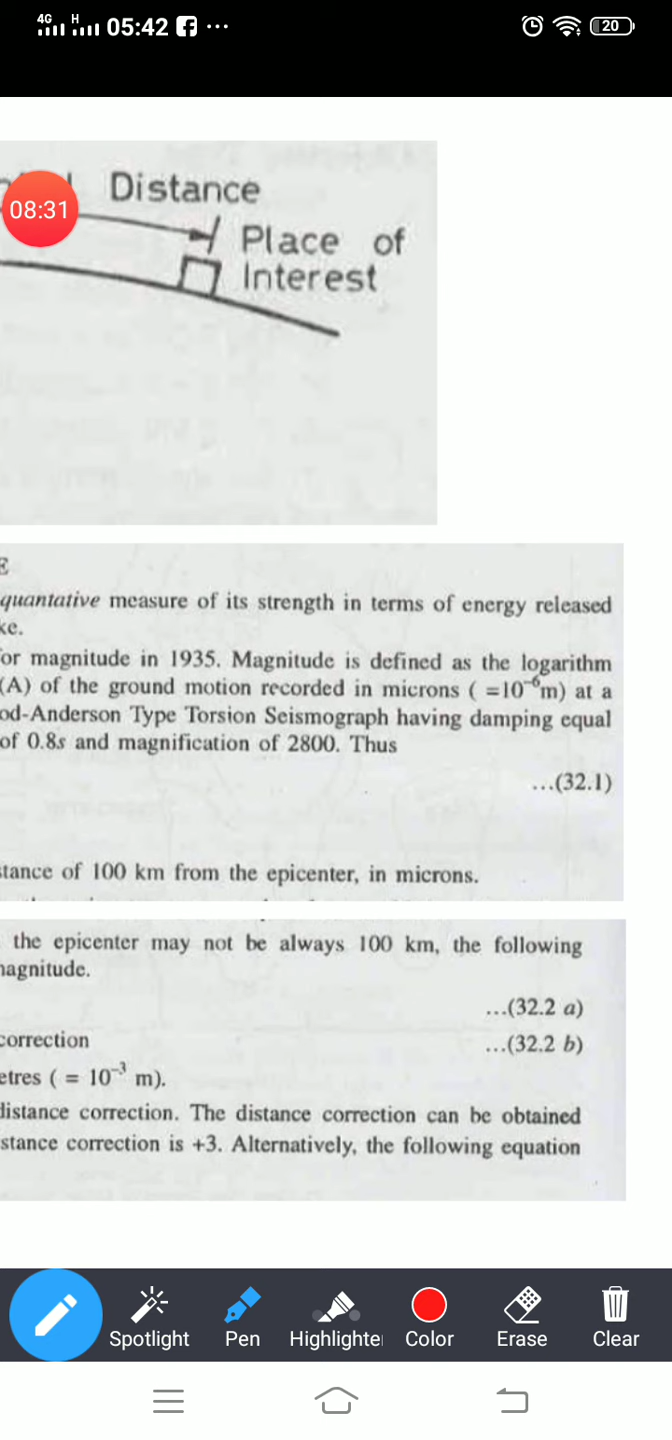 4G H 05:42 ... 20
Distance
08:31
Place of
Interest
E
quantative measure of its strength in terms of energy released
ke.
for magnitude in 1935. Magnitude is defined as the logarithm
(A) of the ground motion recorded in microns ( =10⁻⁶m) at a
od-Anderson Type Torsion Seismograph having damping equal
of 0.8s and magnification of 2800. Thus
...(32.1)
stance of 100 km from the epicenter, in microns.
the epicenter may not be always 100 km, the following
nagnitude.
...(32.2 a)
correction ...(32.2 b)
etres ( = 10⁻³ m).
distance correction. The distance correction can be obtained
stance correction is +3. Alternatively, the following equation
Spotlight Pen Highlighte Color Erase Clear